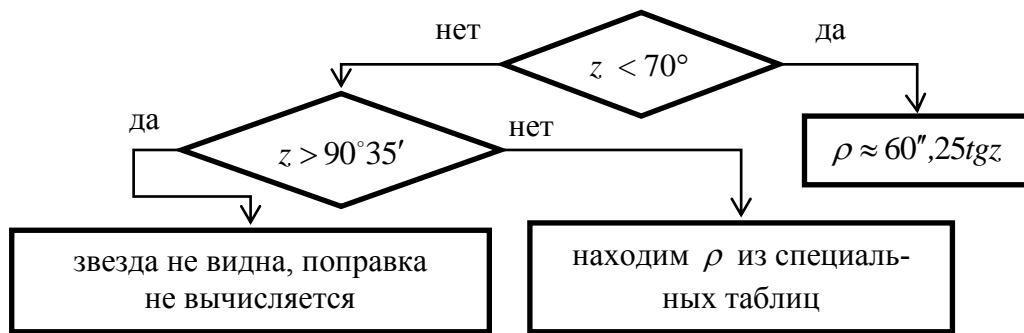 нет
да
z < 70°
да
нет
z > 90°35′
ρ ≈ 60″,25tgz
звезда не видна, поправка
не вычисляется
находим ρ из специаль-
ных таблиц